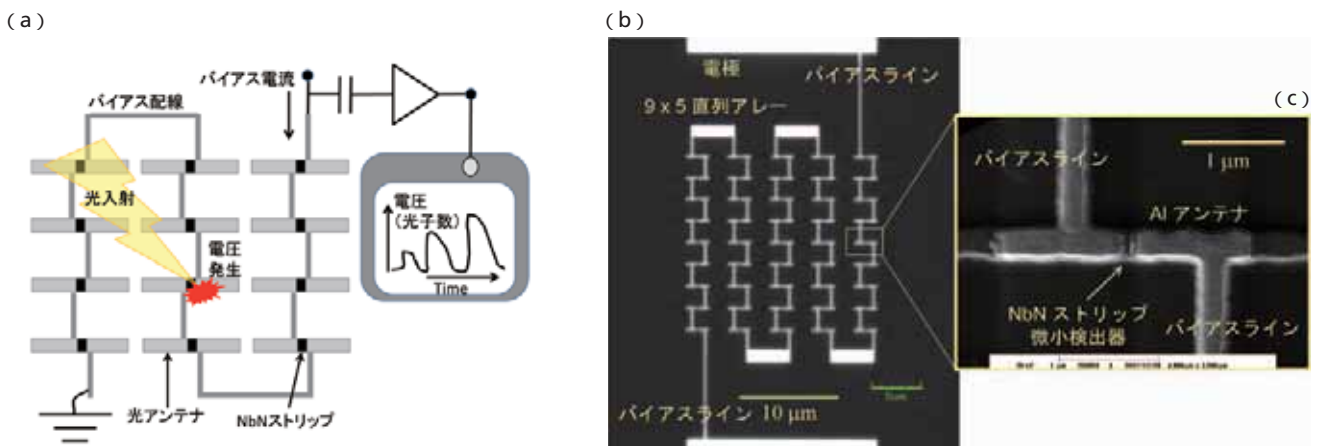 (a)
バイアス電流
バイアス配線
光入射
電圧
発生
電圧
(光子数)
Time
光アンテナ
NbNストリップ
(b)
電極
バイアスライン
9 x 5 直列アレー
バイアスライン
10 μm
(c)
バイアスライン
1 μm
Al アンテナ
NbN ストリップ
微小検出器
バイアスライン